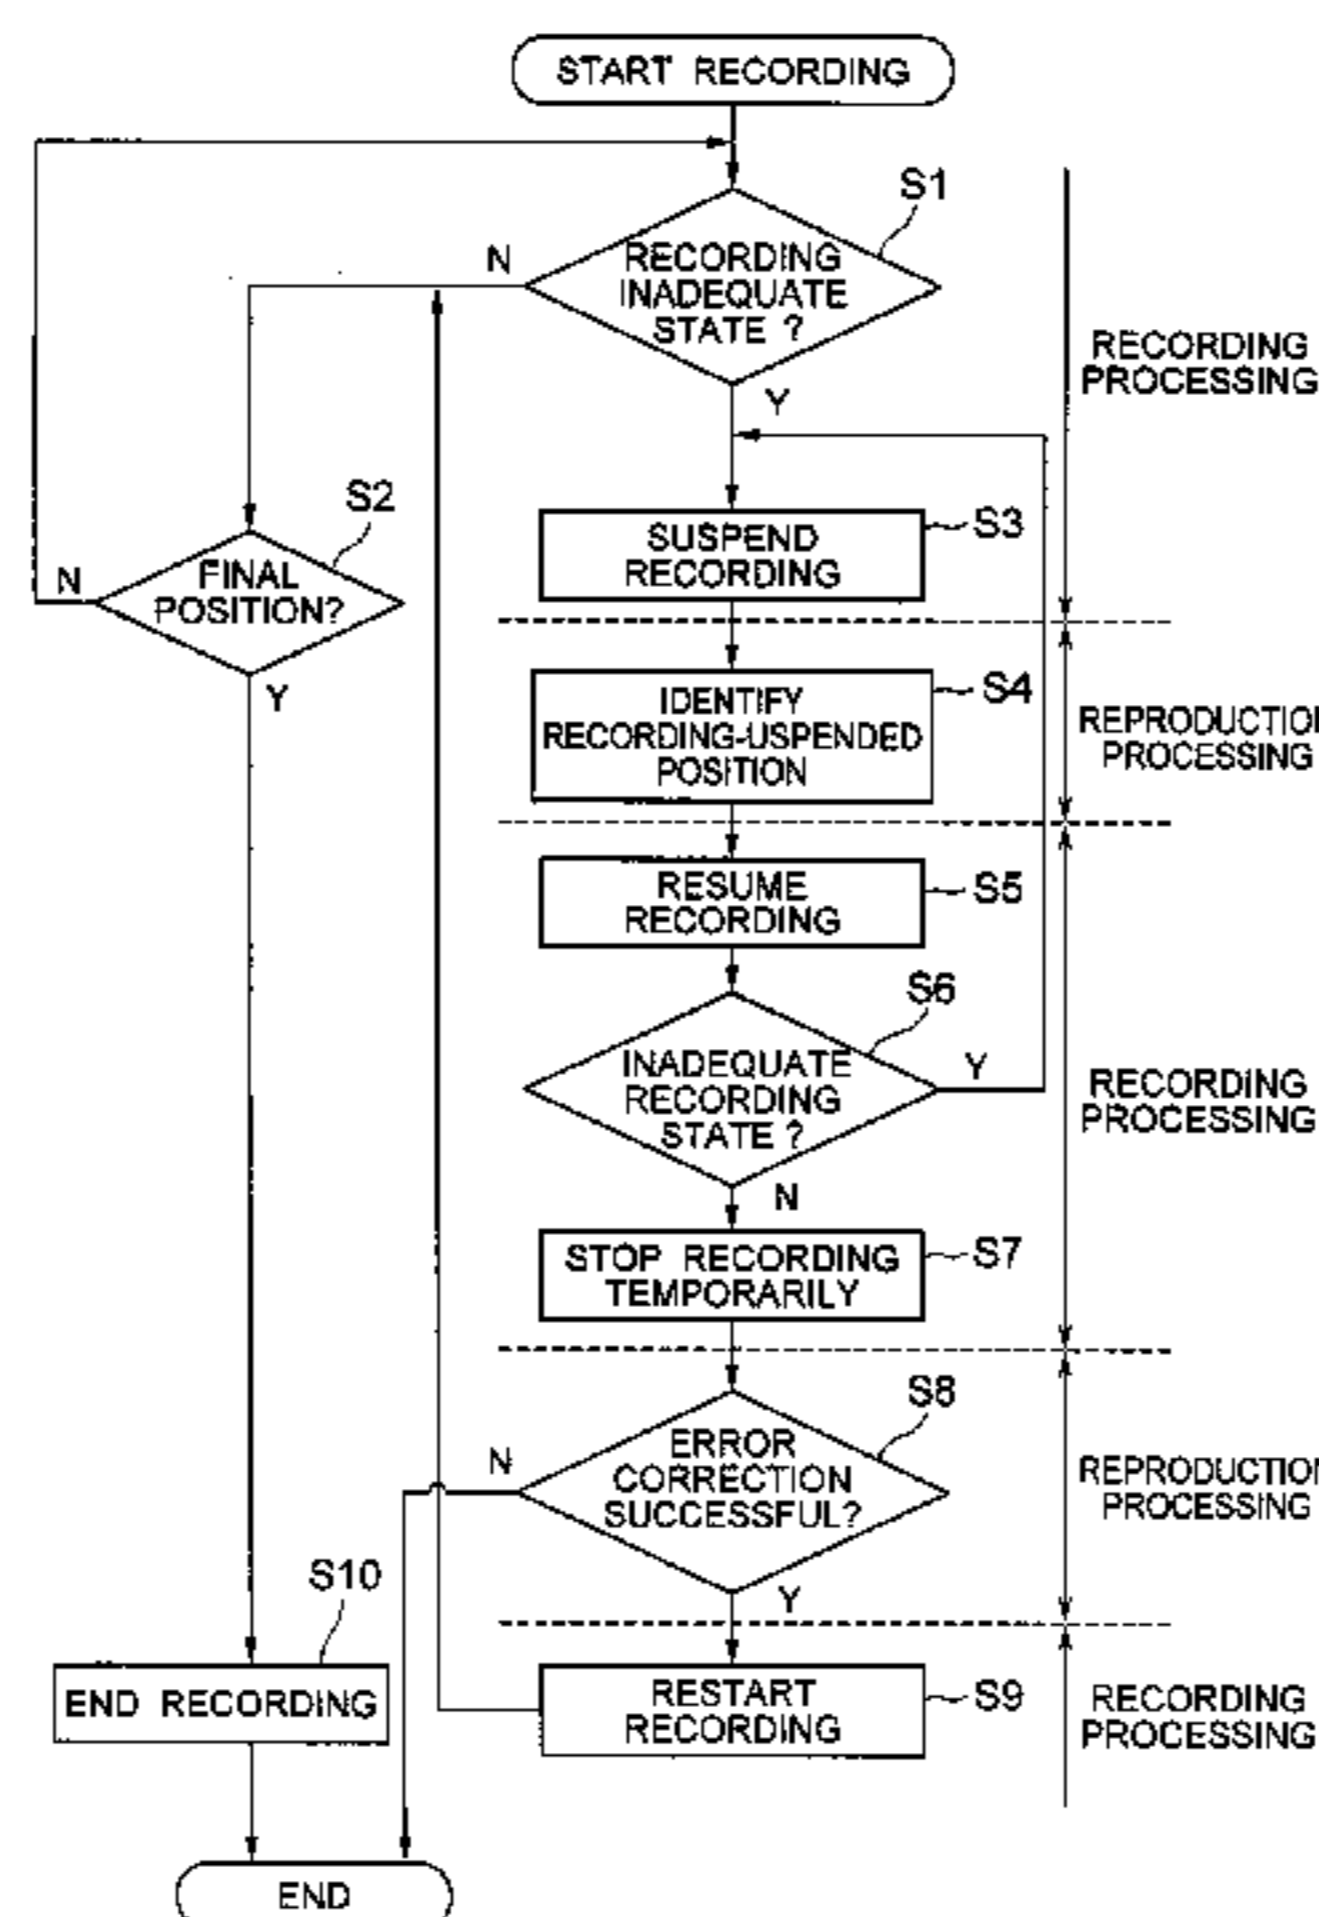 START RECORDING
S1
N
RECORDING
INADEQUATE
STATE ?
Y
RECORDING
PROCESSING
S2
N
FINAL
POSITION?
Y
SUSPEND
RECORDING
S3
IDENTIFY
RECORDING-USPENDED
POSITION
S4
REPRODUCTION
PROCESSING
RESUME
RECORDING
S5
S6
INADEQUATE
RECORDING
STATE ?
Y
N
RECORDING
PROCESSING
STOP RECORDING
TEMPORARILY
S7
S8
N
ERROR
CORRECTION
SUCCESSFUL?
Y
REPRODUCTION
PROCESSING
S10
END RECORDING
RESTART
RECORDING
S9
RECORDING
PROCESSING
END